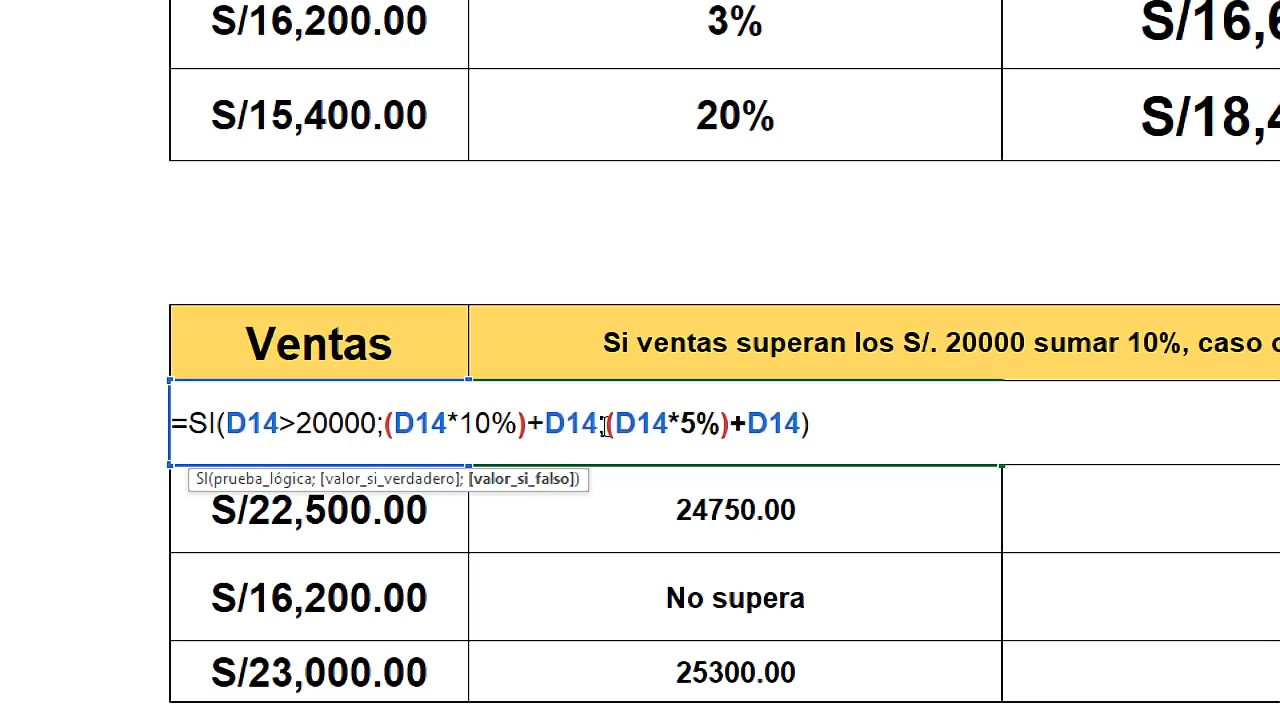 S/16,200.00 3% S/16,6
S/15,400.00 20% S/18,4
Ventas Si ventas superan los S/. 20000 sumar 10%, caso c
=SI(D14>20000;(D14*10%)+D14;(D14*5%)+D14)
SI(prueba_lógica; [valor_si_verdadero]; [valor_si_falso])
S/22,500.00 24750.00
S/16,200.00 No supera
S/23,000.00 25300.00